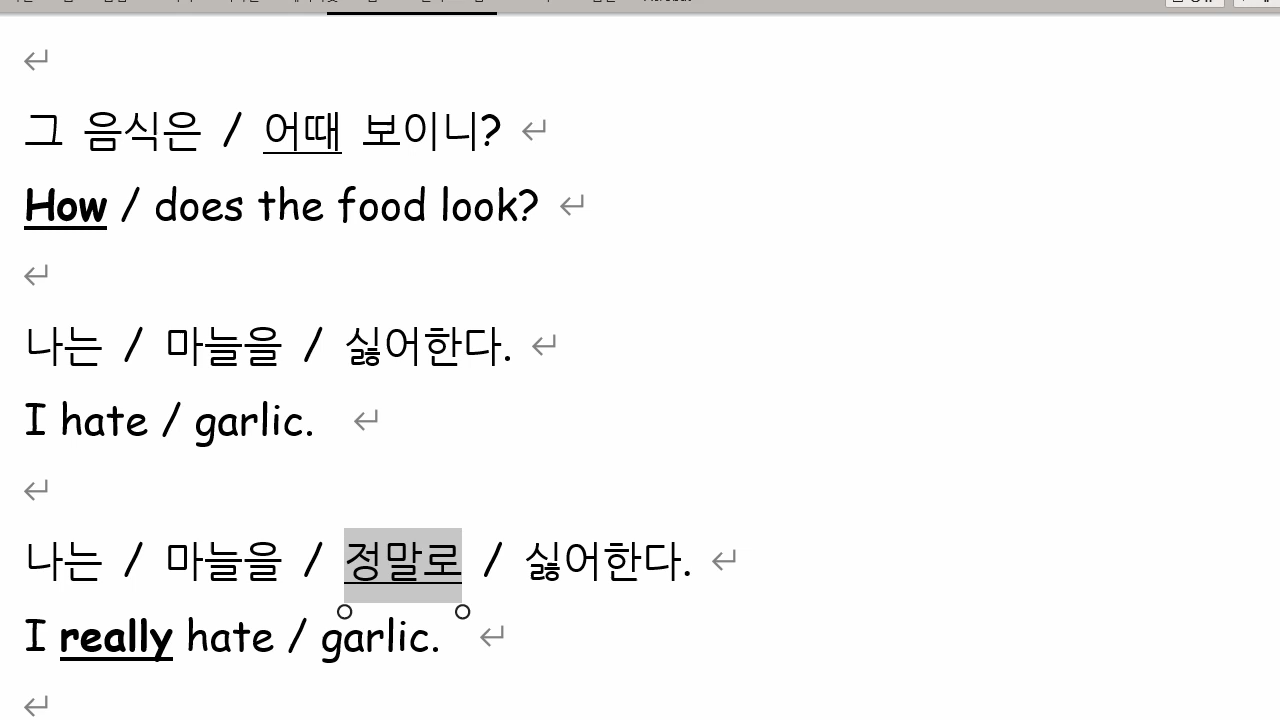 그 음식은 / 어때 보이니?
How / does the food look?
나는 / 마늘을 / 싫어한다.
I hate / garlic.
나는 / 마늘을 / 정말로 / 싫어한다.
I really hate / garlic.